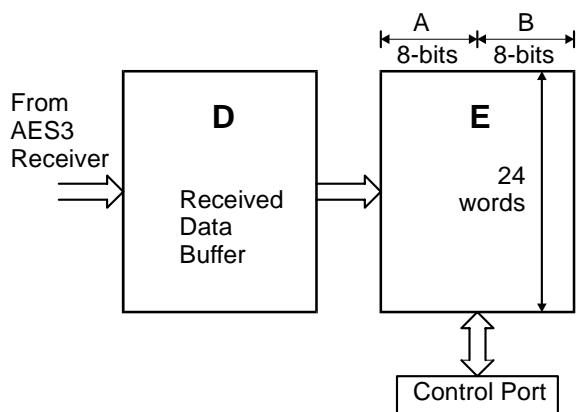 A
B
8-bits
8-bits
From
AES3
Receiver
D
E
Received
Data
Buffer
24
words
Control Port